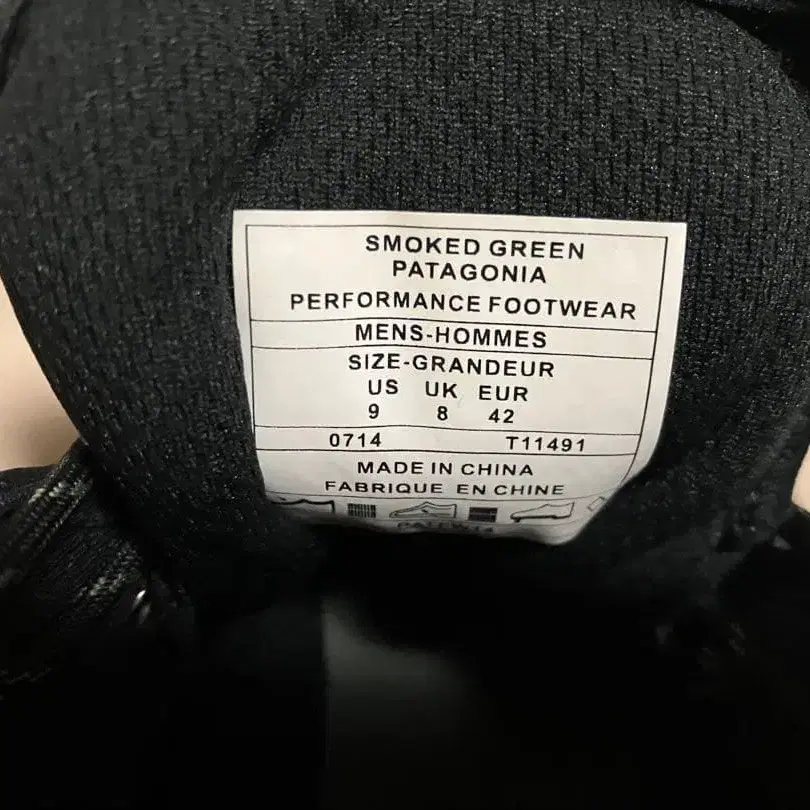 SMOKED GREEN
PATAGONIA
PERFORMANCE FOOTWEAR
MENS-HOMMES
SIZE-GRANDEUR
US UK EUR
9 8 42
0714 T11491
MADE IN CHINA
FABRIQUE EN CHINE